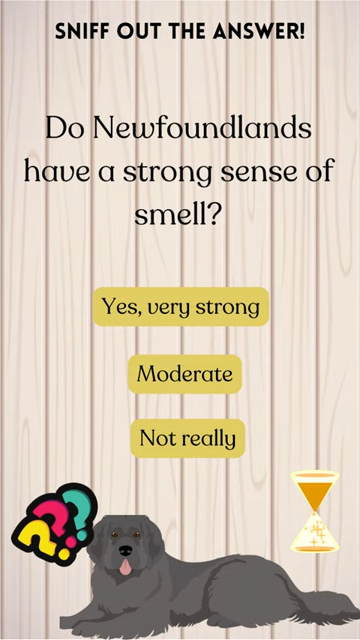 SNIFF OUT THE ANSWER!
Do Newfoundlands
have a strong sense of
smell?
Yes, very strong
Moderate
Not really
???